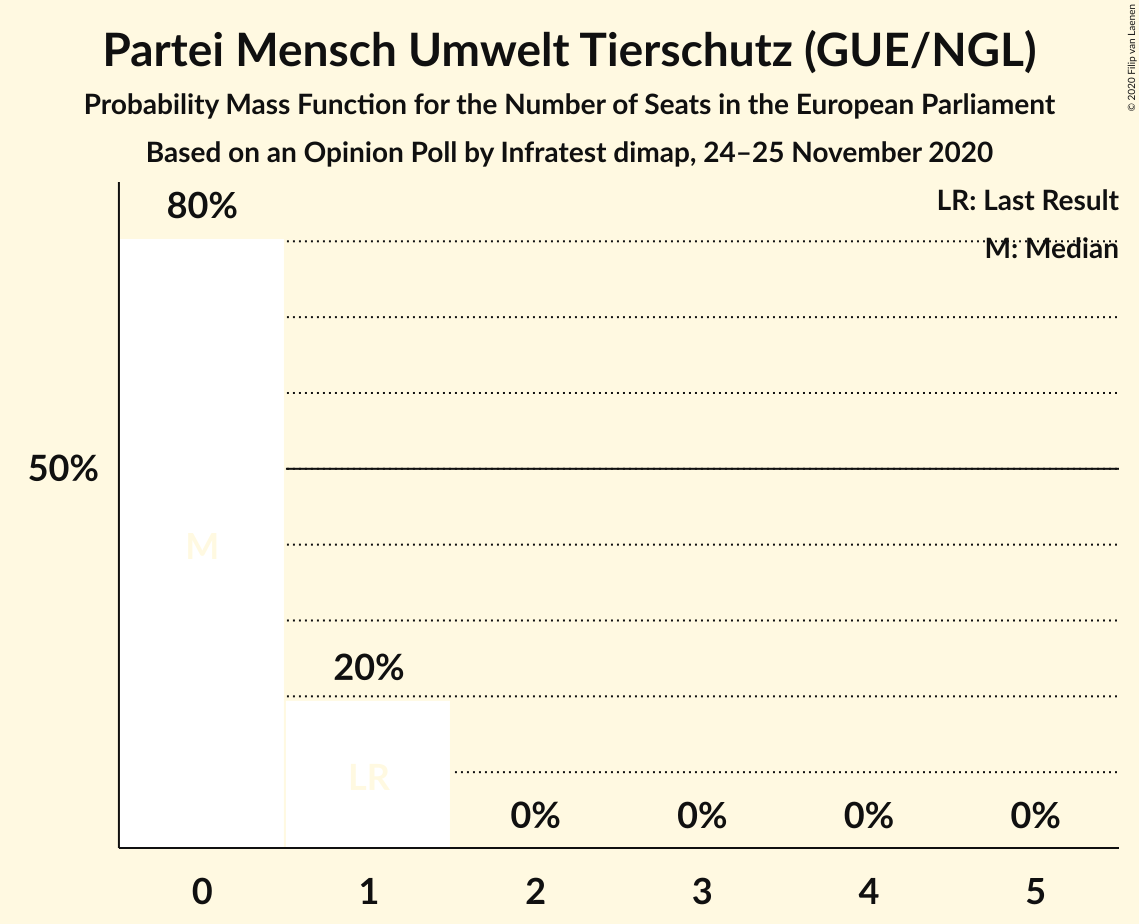 Partei Mensch Umwelt Tierschutz (GUE/NGL)
Probability Mass Function for the Number of Seats in the European Parliament
Based on an Opinion Poll by Infratest dimap, 24–25 November 2020
© 2020 Filip van Laenen
LR: Last Result
M: Median
80%
50%
M
20%
LR
0%
0%
0%
0%
0
1
2
3
4
5